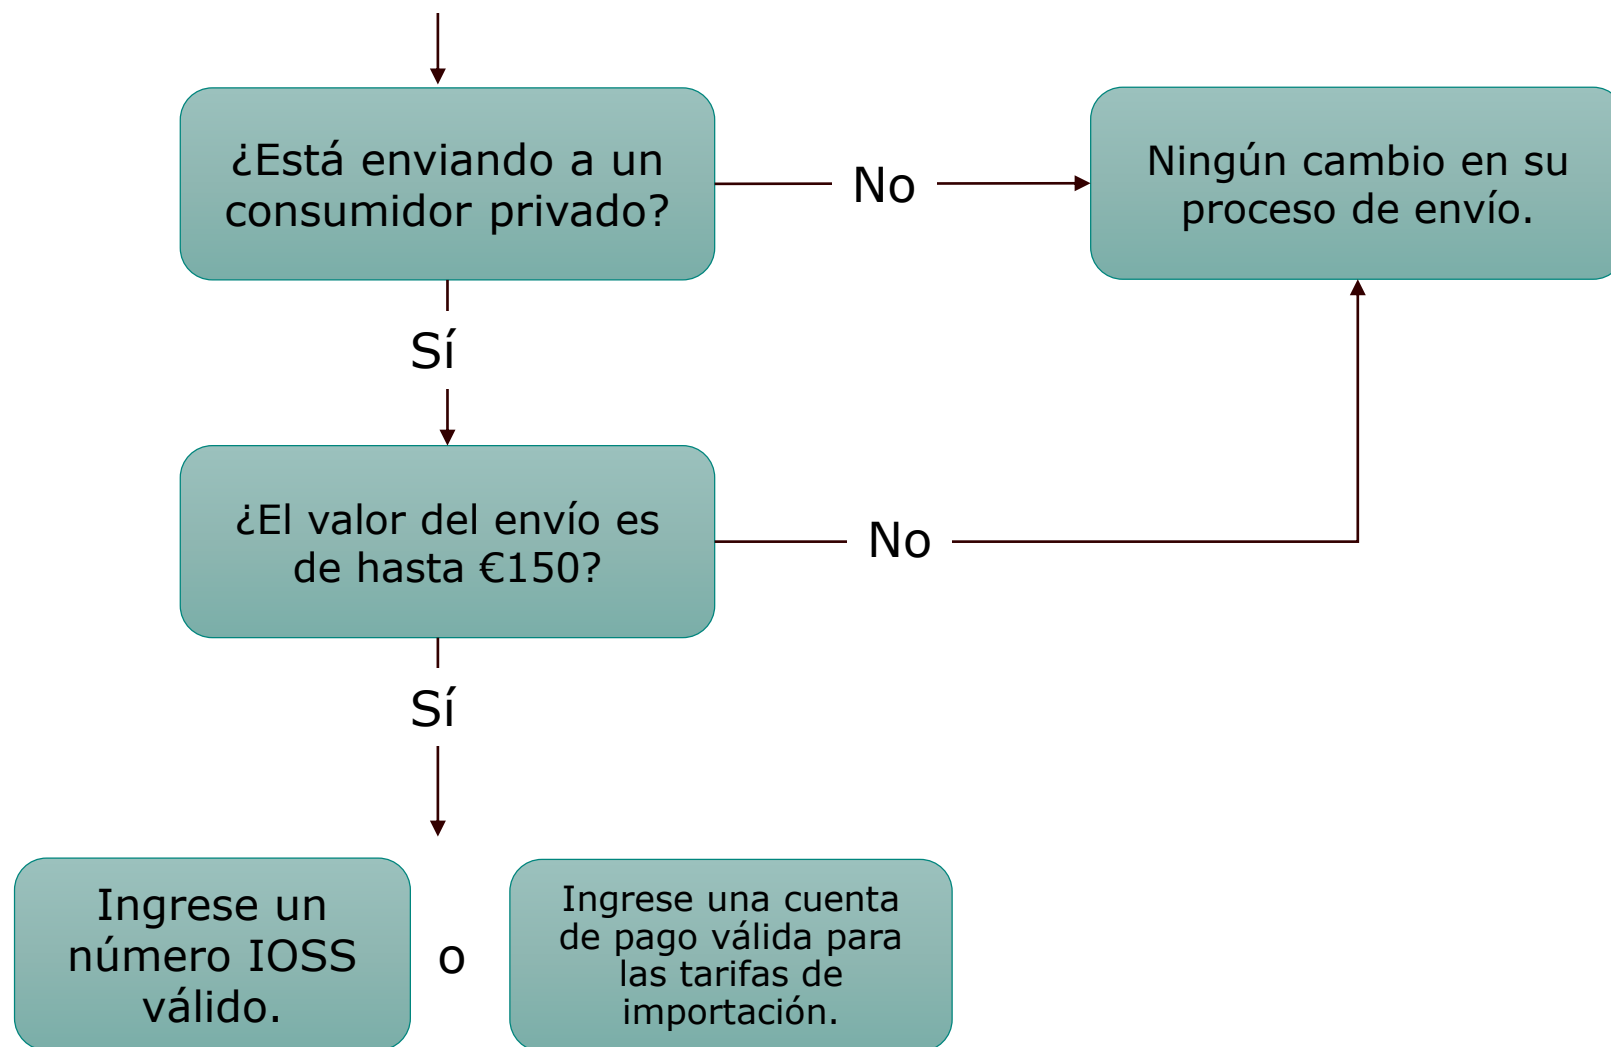 ¿Está enviando a un
consumidor privado?
No
Ningún cambio en su
proceso de envío.
Sí
¿El valor del envío es
de hasta €150?
No
Sí
Ingrese un
número IOSS
válido.
o
Ingrese una cuenta
de pago válida para
las tarifas de
importación.